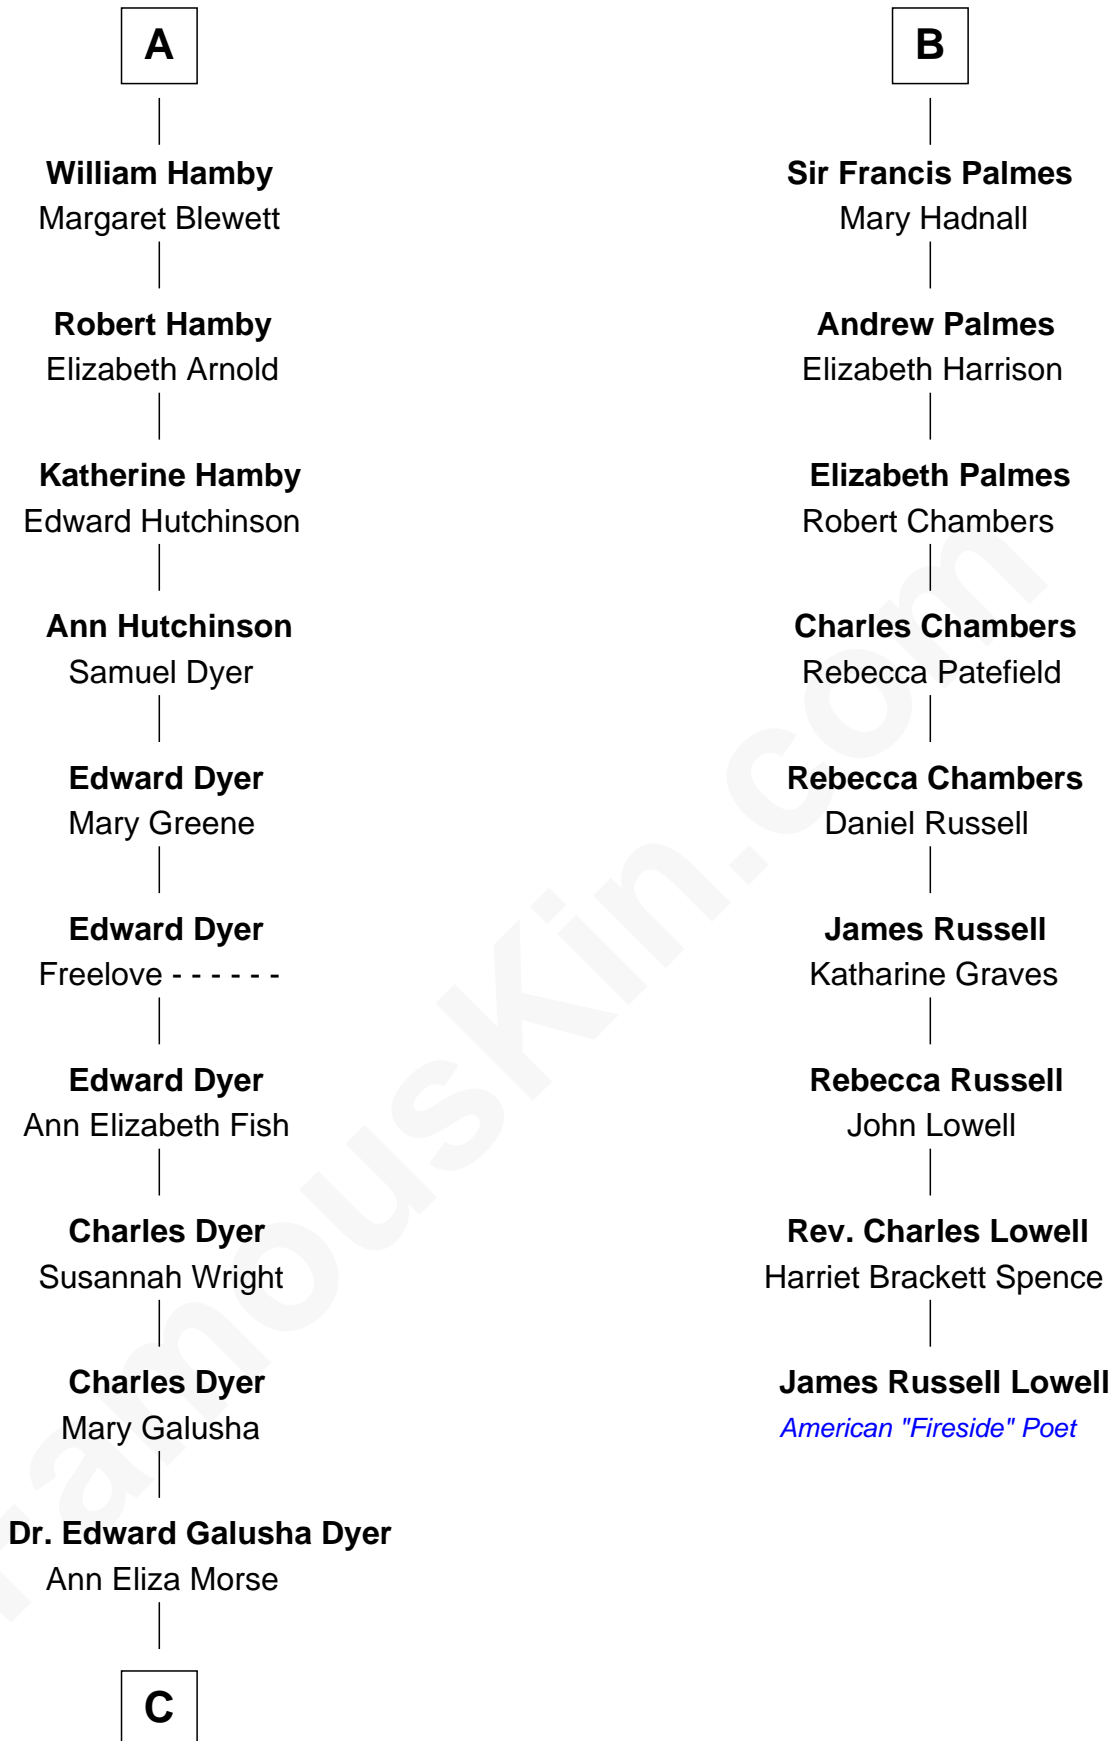 A
William Hamby
Margaret Blewett
Robert Hamby
Elizabeth Arnold
Katherine Hamby
Edward Hutchinson
Ann Hutchinson
Samuel Dyer
Edward Dyer
Mary Greene
Edward Dyer
Freelove - - - - - -
Edward Dyer
Ann Elizabeth Fish
Charles Dyer
Susannah Wright
Charles Dyer
Mary Galusha
Dr. Edward Galusha Dyer
Ann Eliza Morse
C
B
Sir Francis Palmes
Mary Hadnall
Andrew Palmes
Elizabeth Harrison
Elizabeth Palmes
Robert Chambers
Charles Chambers
Rebecca Patefield
Rebecca Chambers
Daniel Russell
James Russell
Katharine Graves
Rebecca Russell
John Lowell
Rev. Charles Lowell
Harriet Brackett Spence
James Russell Lowell
American "Fireside" Poet
FamousKin.com